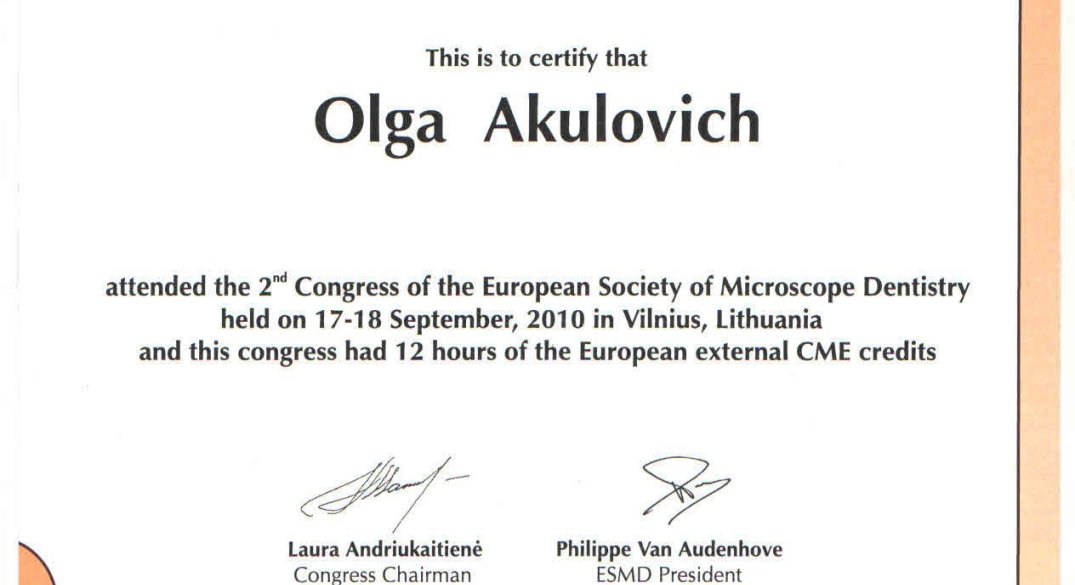 This is to certify that
Olga Akulovich
attended the 2nd Congress of the European Society of Microscope Dentistry
held on 17-18 September, 2010 in Vilnius, Lithuania
and this congress had 12 hours of the European external CME credits
Laura Andriukaitienė
Philippe Van Audenhove
Congress Chairman
ESMD President